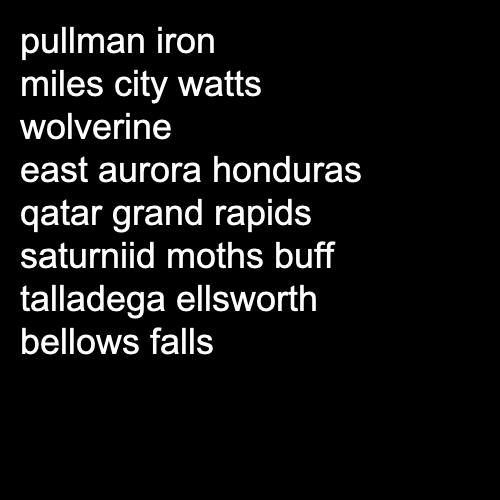 pullman iron
miles city watts
wolverine
east aurora honduras
qatar grand rapids
saturniid moths buff
talladega ellsworth
bellows falls